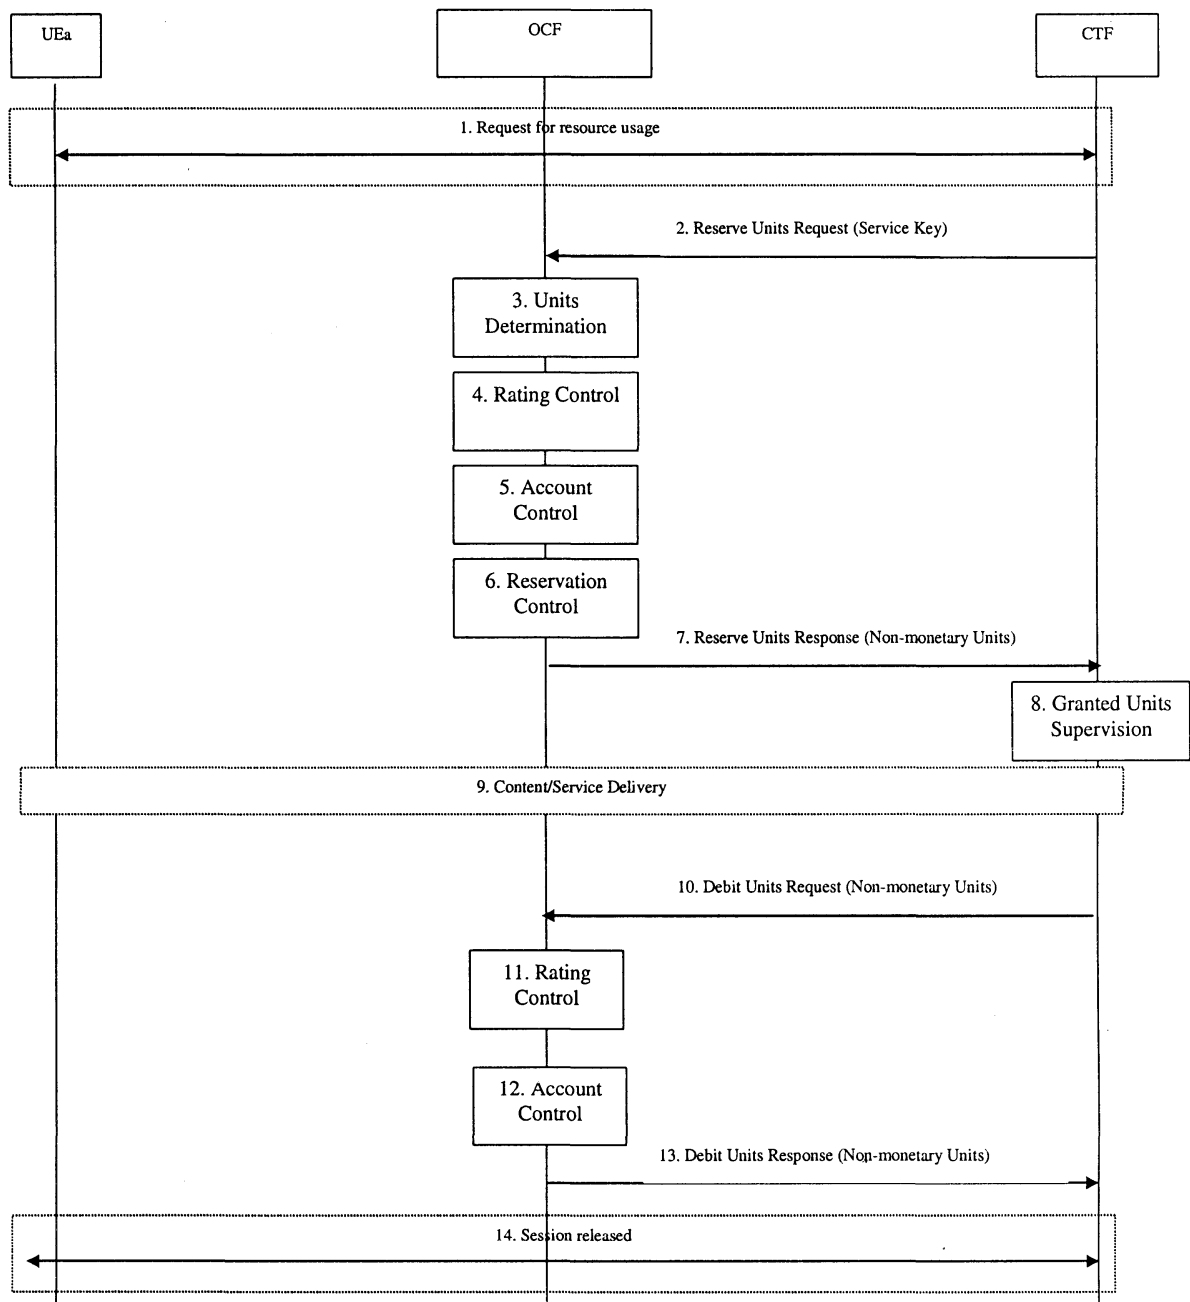 UEa
OCF
CTF
1. Request for resource usage
2. Reserve Units Request (Service Key)
3. Units
Determination
4. Rating Control
5. Account
Control
6. Reservation
Control
7. Reserve Units Response (Non-monetary Units)
8. Granted Units
Supervision
9. Content/Service Delivery
10. Debit Units Request (Non-monetary Units)
11. Rating
Control
12. Account
Control
13. Debit Units Response (Non-monetary Units)
14. Session released